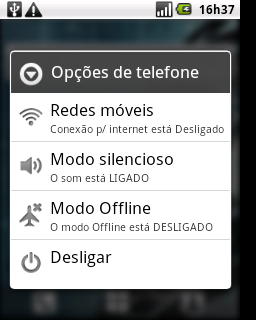 16h37
Opções de telefone
Redes móveis
Conexão p/ internet está Desligado
Modo silencioso
O som está LIGADO
Modo Offline
O modo Offline está DESLIGADO
Desligar